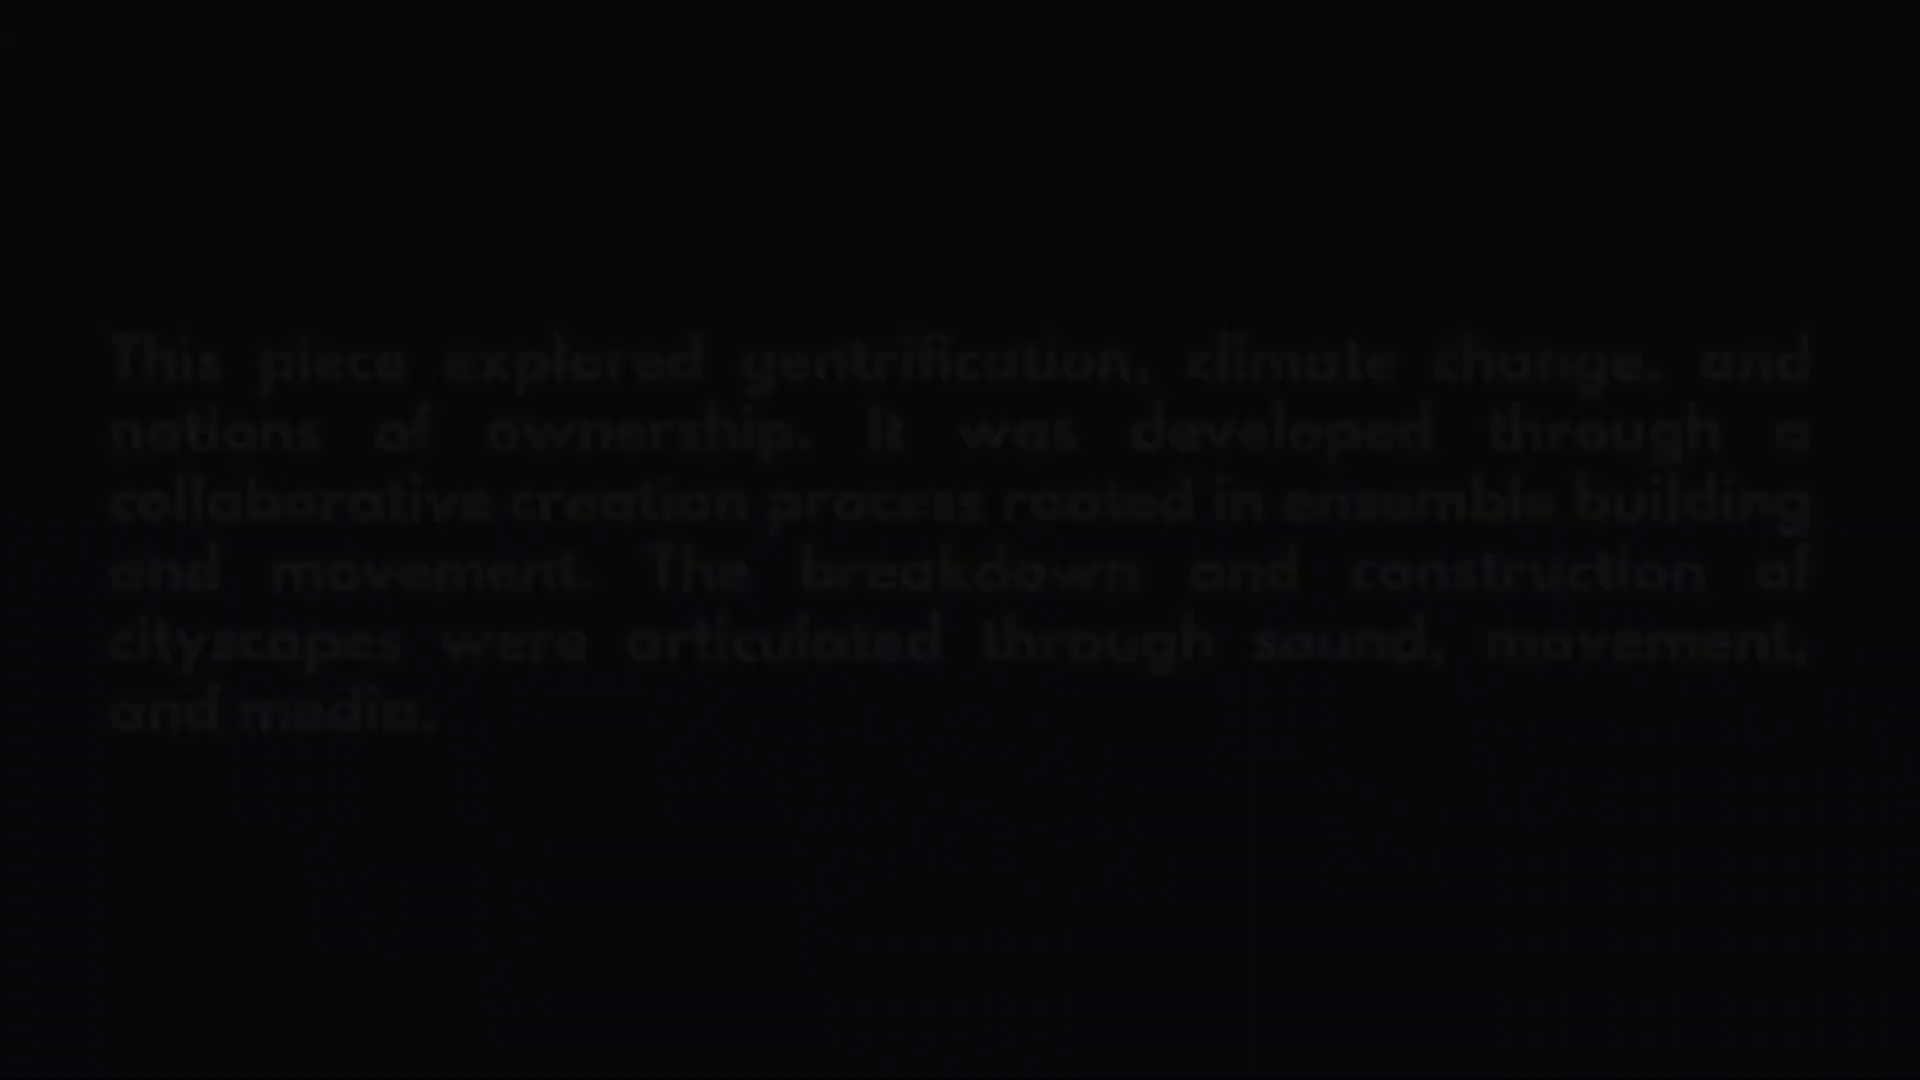 This piece explored gentrification, climate change, and
notions of ownership. It was developed through a
collaborative creation process rooted in ensemble building
and movement. The breakdown and construction of
cityscapes were articulated through sound, movement,
and media.